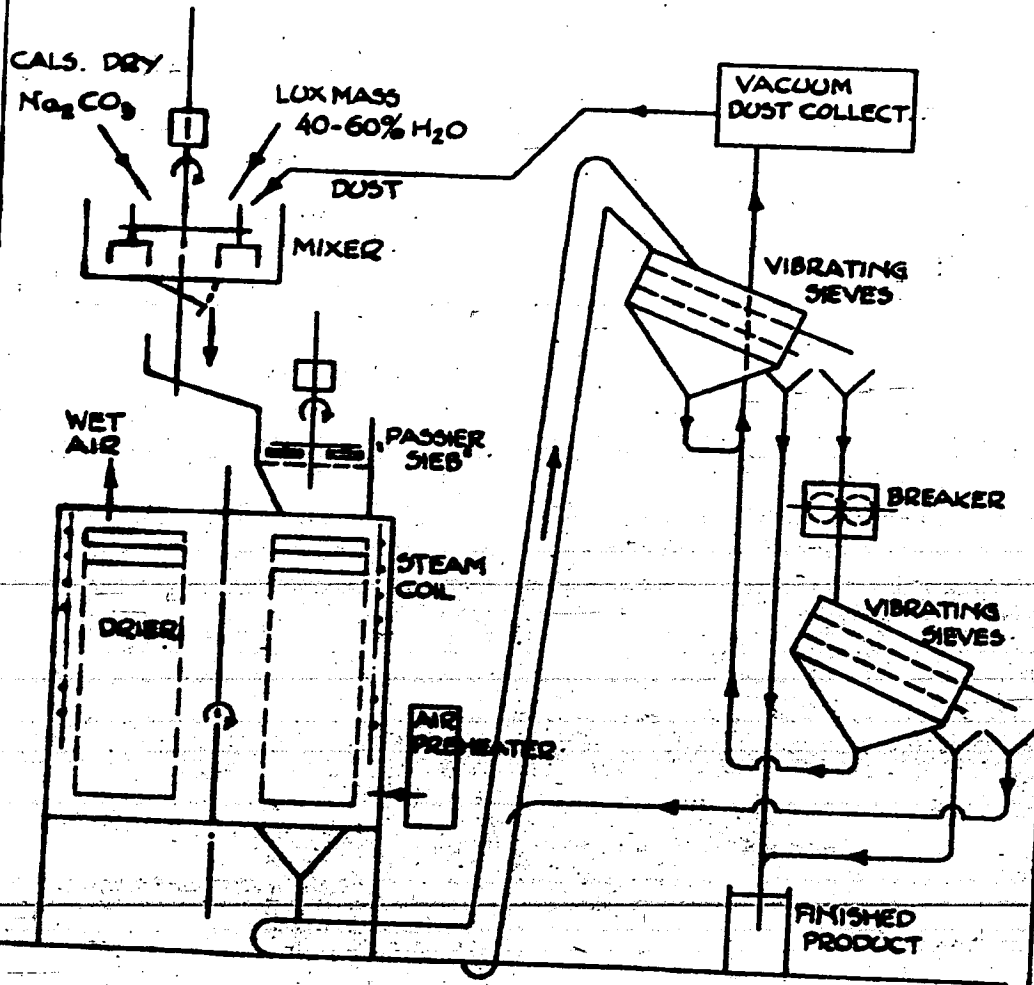 CALS. DRY
Na₂CO₃
LUX MASS
40-60% H₂O
DUST
MIXER
VACUUM
DUST COLLECT.
VIBRATING
SIEVES
WET
AIR
"PASSIER
SIEB"
BREAKER
STEAM
COIL
VIBRATING
SIEVES
DRIER
AIR
PREHEATER
FINISHED
PRODUCT